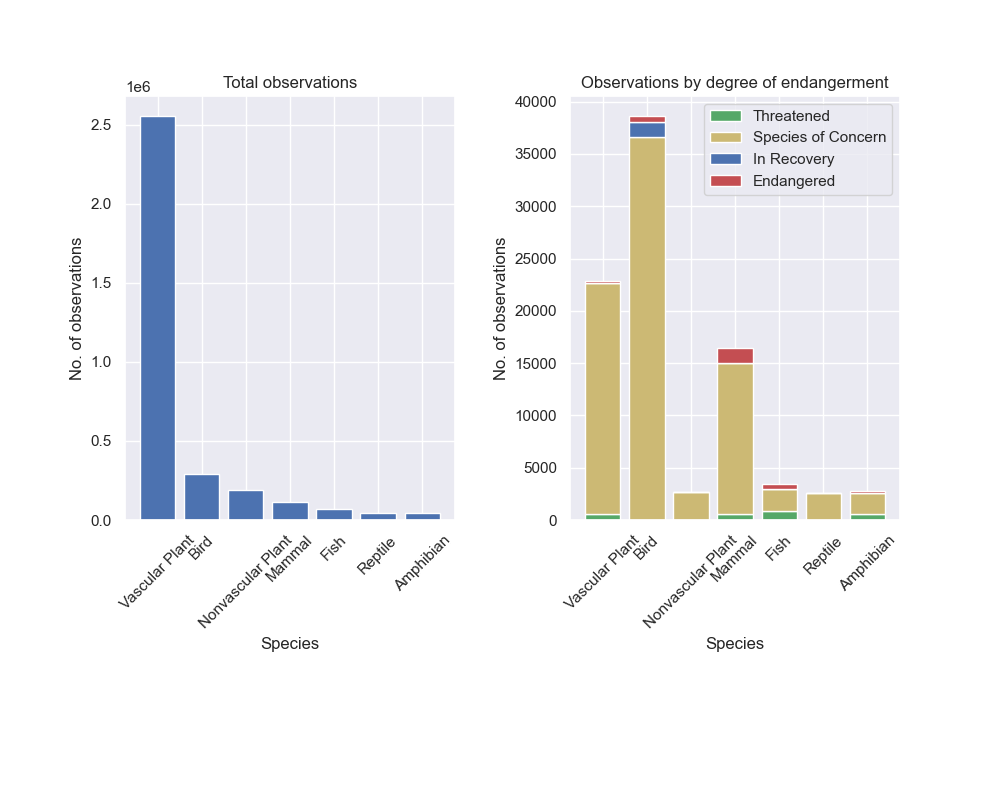 Total observations
1e6
2.5
2.0
1.5
1.0
0.5
0.0
No. of observations
Vascular Plant
Bird
Nonvascular Plant
Mammal
Fish
Reptile
Amphibian
Species
Observations by degree of endangerment
40000
35000
30000
25000
20000
15000
10000
5000
0
No. of observations
Threatened
Species of Concern
In Recovery
Endangered
Vascular Plant
Bird
Nonvascular Plant
Mammal
Fish
Reptile
Amphibian
Species